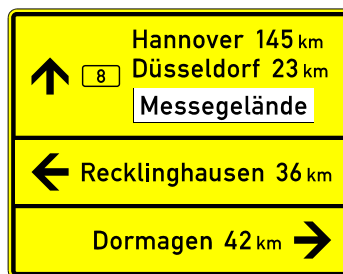 Hannover 145 km
8 Düsseldorf 23 km
Messegelände
Recklinghausen 36 km
Dormagen 42 km